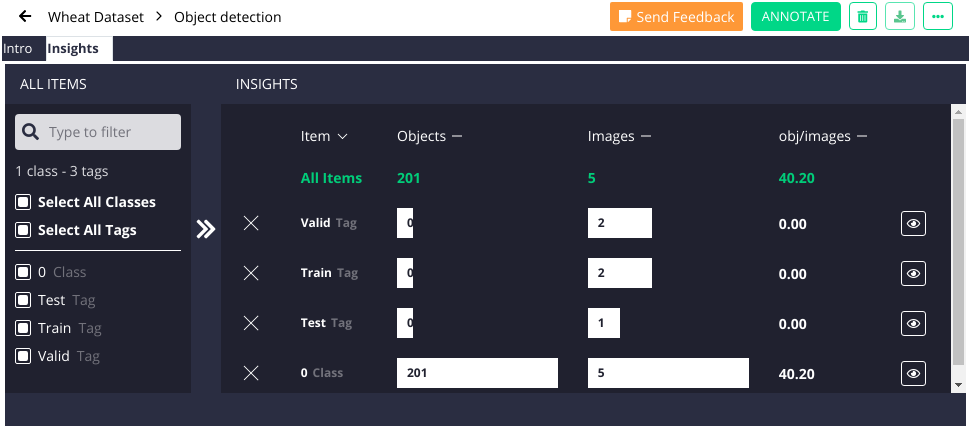 Wheat Dataset > Object detection
Send Feedback
ANNOTATE
Intro Insights
ALL ITEMS
Type to filter
1 class - 3 tags
Select All Classes
Select All Tags
0 Class
Test Tag
Train Tag
Valid Tag
INSIGHTS
Item Objects Images obj/images
All Items 201 5 40.20
Valid Tag 0 2 0.00
Train Tag 0 2 0.00
Test Tag 0 1 0.00
0 Class 201 5 40.20